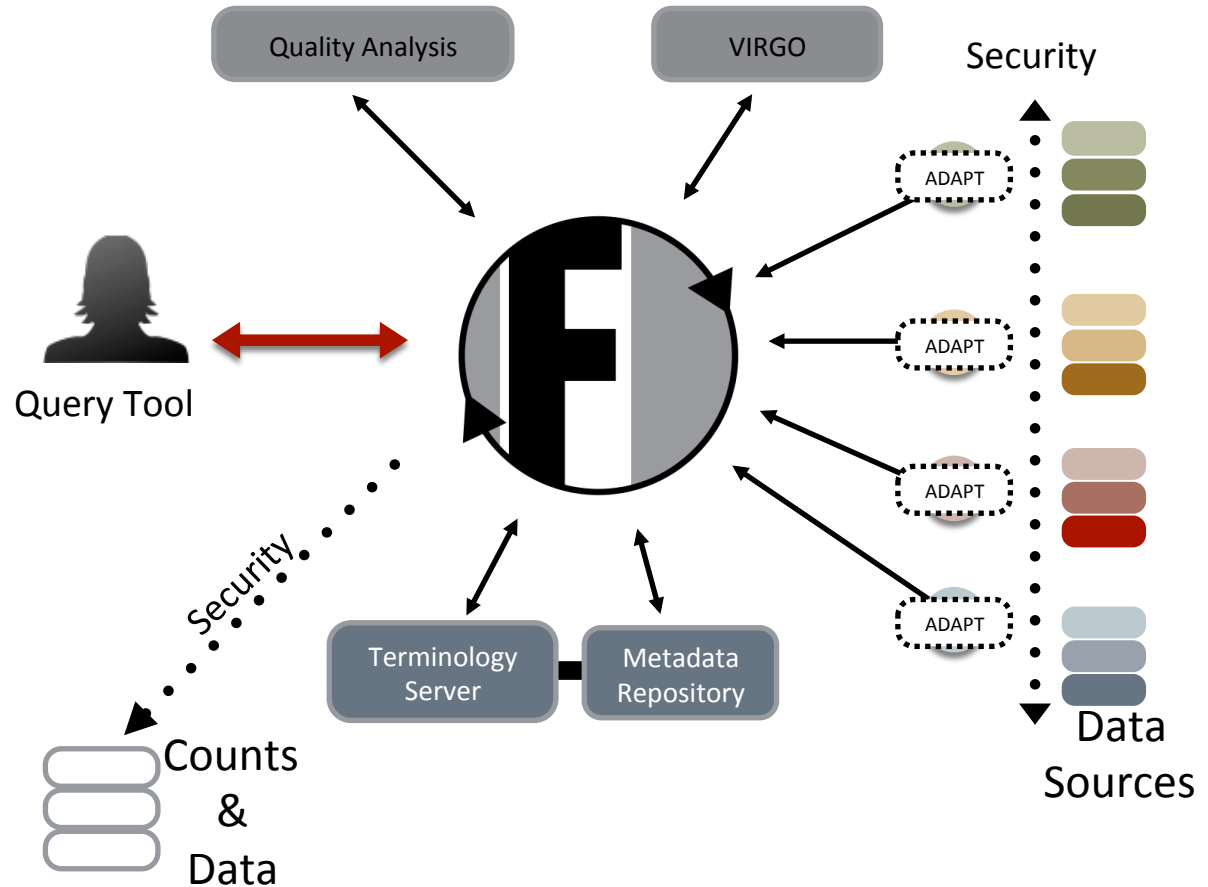 Quality Analysis
VIRGO
Security
ADAPT
F
ADAPT
Query Tool
ADAPT
Security
ADAPT
Terminology
Server
Metadata
Repository
Data
Sources
Counts
&
Data